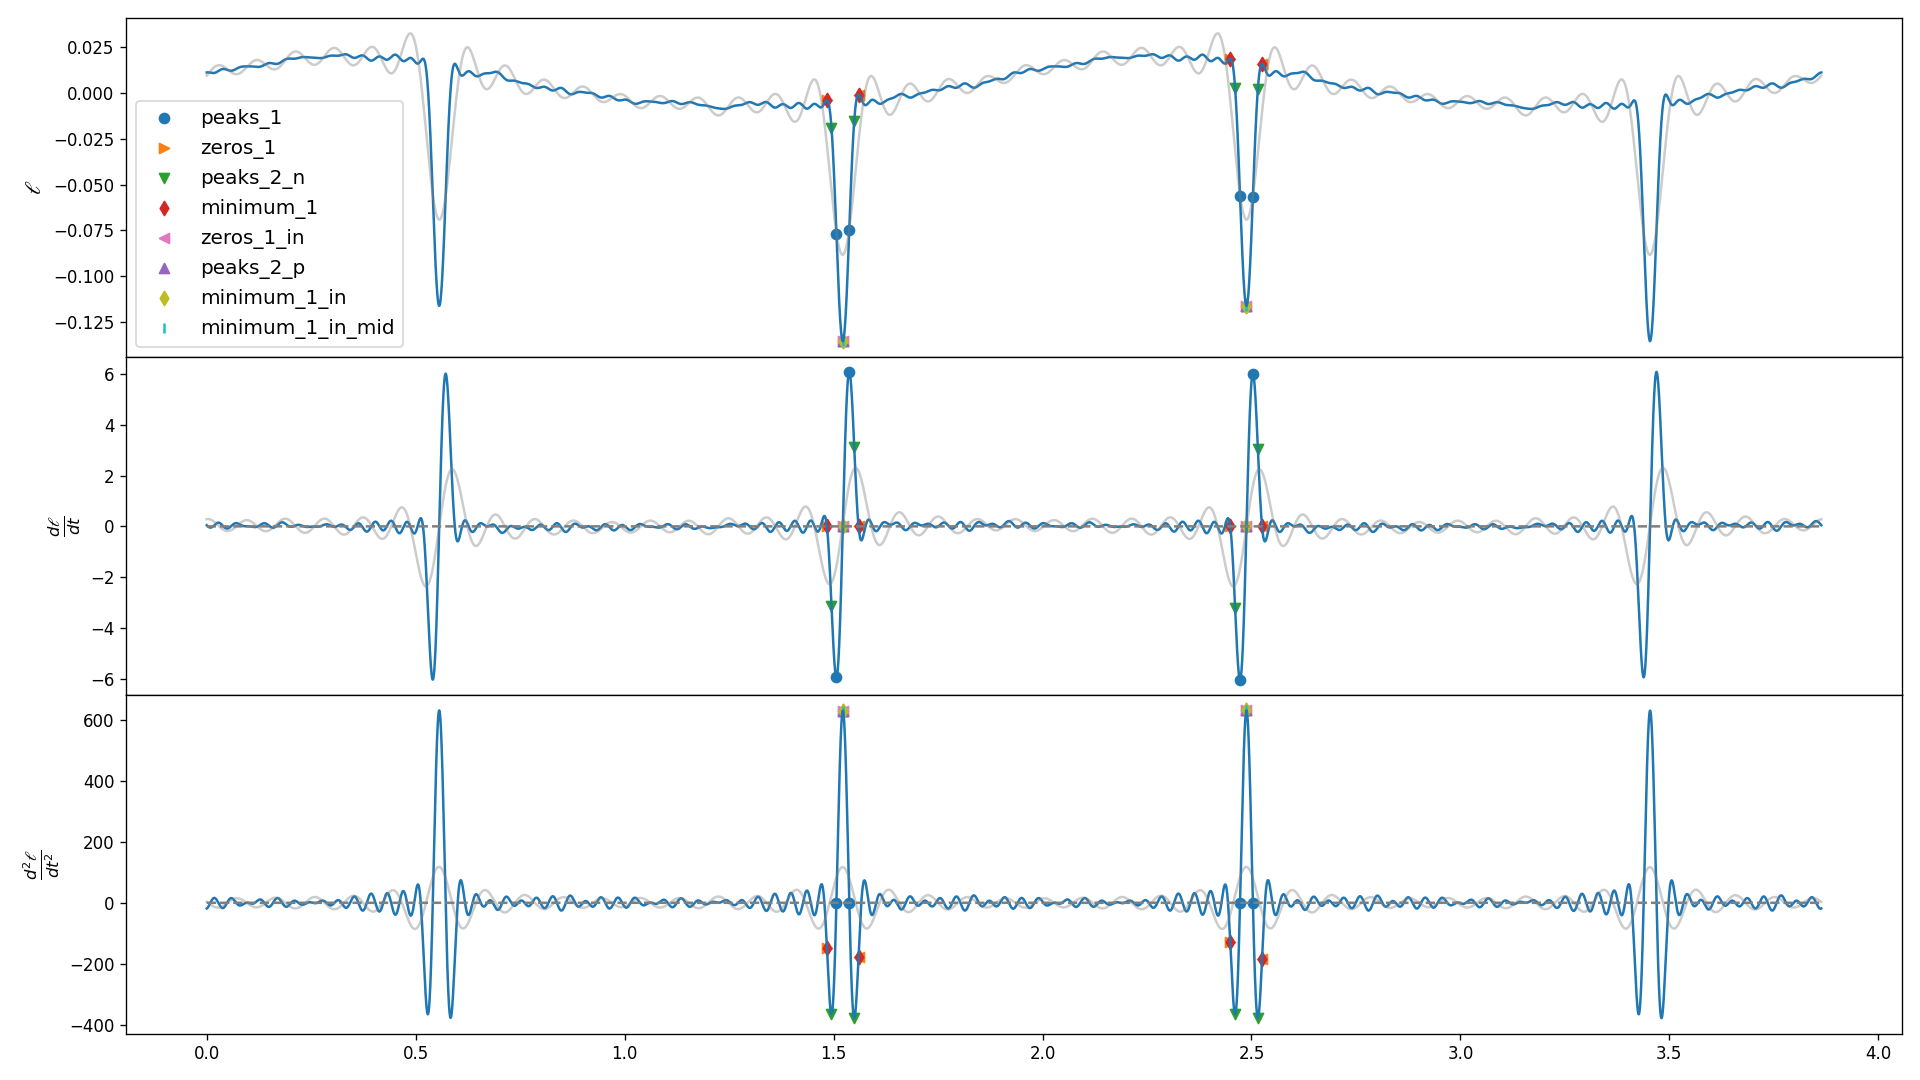 0.025
0.000
−0.025
−0.050
−0.075
−0.100
−0.125
ℓ
peaks_1
zeros_1
peaks_2_n
minimum_1
zeros_1_in
peaks_2_p
minimum_1_in
minimum_1_in_mid
6
4
2
0
−2
−4
−6
dℓ
dt
600
400
200
0
−200
−400
d²ℓ
dt²
0.0 0.5 1.0 1.5 2.0 2.5 3.0 3.5 4.0